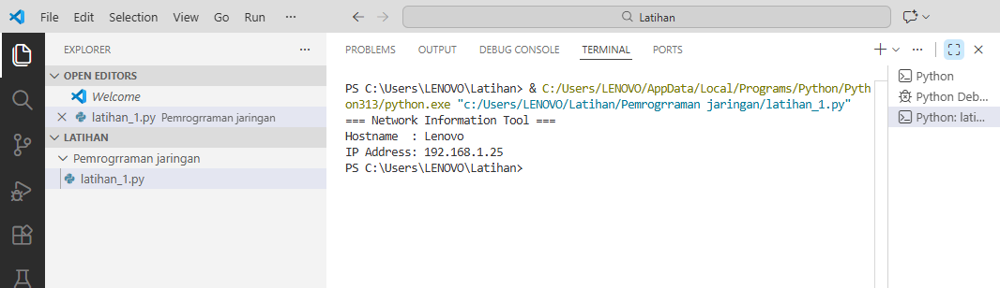 File Edit Selection View Go Run ···
Latihan
EXPLORER ···
OPEN EDITORS
Welcome
latihan_1.py Pemrogrraman jaringan
LATIHAN
Pemrogrraman jaringan
latihan_1.py
PROBLEMS OUTPUT DEBUG CONSOLE TERMINAL PORTS
PS C:\Users\LENOVO\Latihan> & C:/Users/LENOVO/AppData/Local/Programs/Python/Pyth
on313/python.exe "c:/Users/LENOVO/Latihan/Pemrogrraman jaringan/latihan_1.py"
=== Network Information Tool ===
Hostname  : Lenovo
IP Address: 192.168.1.25
PS C:\Users\LENOVO\Latihan>
Python
Python Deb...
Python: lati...